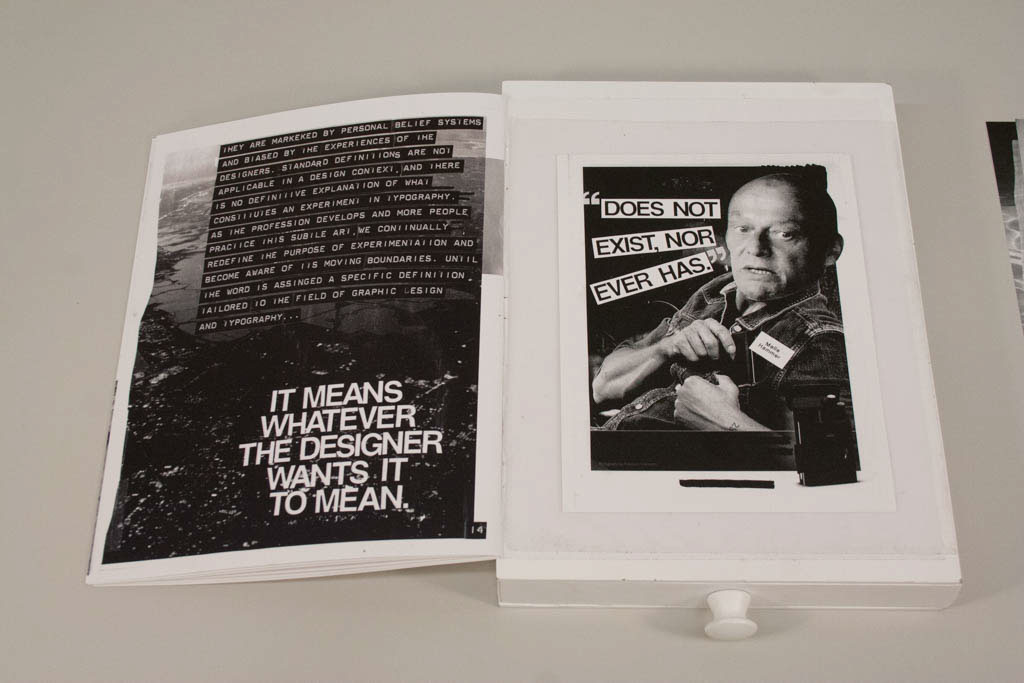 THEY ARE MARKEKED BY PERSONAL BELIEF SYSTEMS
AND BIASED BY THE EXPERIENCES OF THE
DESIGNERS. STANDARD DEFINITIONS ARE NOT
APPLICABLE IN A DESIGN CONTEXT, AND THERE
IS NO DEFINITIVE EXPLANATION OF WHAT
CONSTITUTES AN EXPERIMENT IN TYPOGRAPHY.
AS THE PROFESSION DEVELOPS AND MORE PEOPLE
PRACTICE THIS SUBTLE ART, WE CONTINUALLY
REDEFINE THE PURPOSE OF EXPERIMENTATION AND
BECOME AWARE OF ITS MOVING BOUNDARIES. UNTIL
THE WORD IS ASSINGED A SPECIFIC DEFINITION,
TAILORED TO THE FIELD OF GRAPHIC DESIGN
AND TYPOGRAPHY...
IT MEANS
WHATEVER
THE DESIGNER
WANTS IT
TO MEAN.
14
“DOES NOT
EXIST, NOR
EVER HAS.”
Melle
Hammer